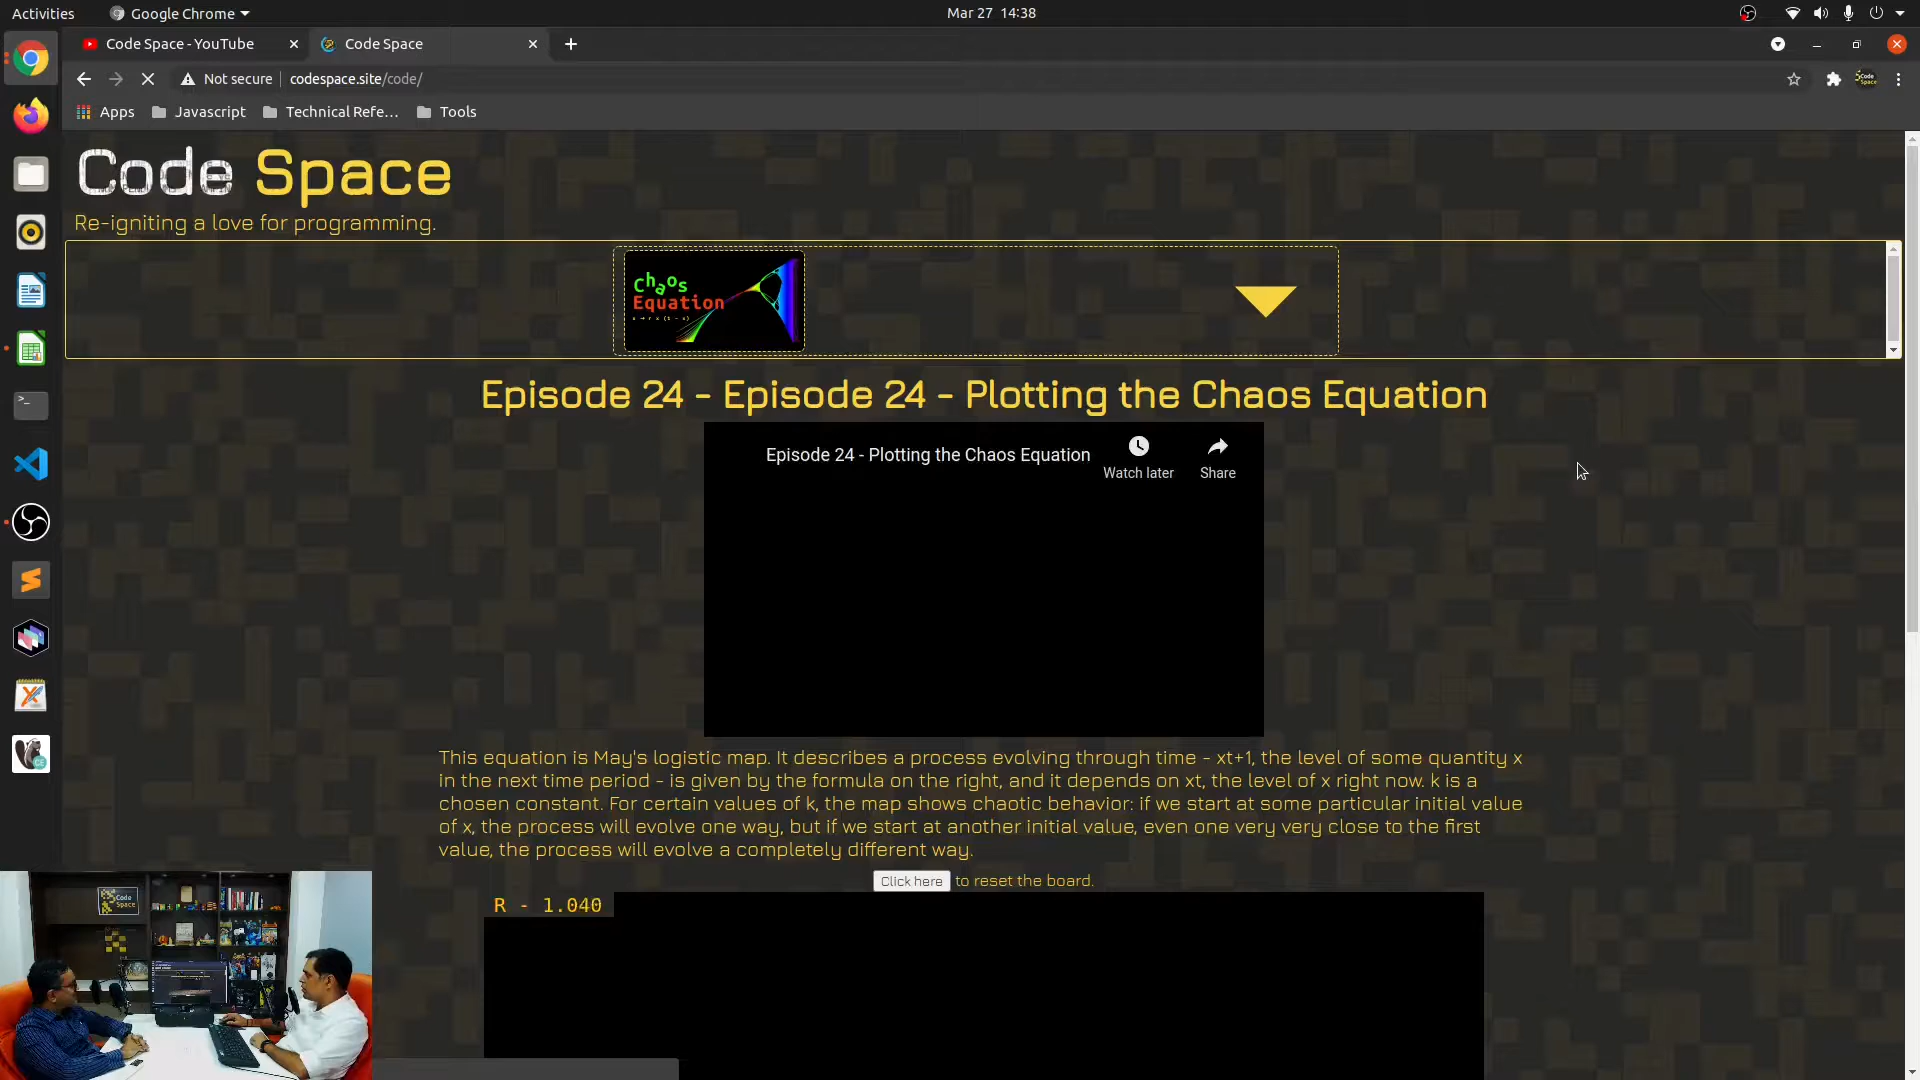 Activities
Google Chrome
Mar 27 14:38
Code Space - YouTube
Code Space
Not secure
codespace.site/code/
Apps
Javascript
Technical Refe...
Tools
Code Space
Re-igniting a love for programming.
Chaos
Equation
Episode 24 - Episode 24 - Plotting the Chaos Equation
Episode 24 - Plotting the Chaos Equation
Watch later
Share
This equation is May's logistic map. It describes a process evolving through time - xt+1, the level of some quantity x
in the next time period - is given by the formula on the right, and it depends on xt, the level of x right now. k is a
chosen constant. For certain values of k, the map shows chaotic behavior: if we start at some particular initial value
of x, the process will evolve one way, but if we start at another initial value, even one very very close to the first
value, the process will evolve a completely different way.
Click here to reset the board.
R - 1.040
Code
Space